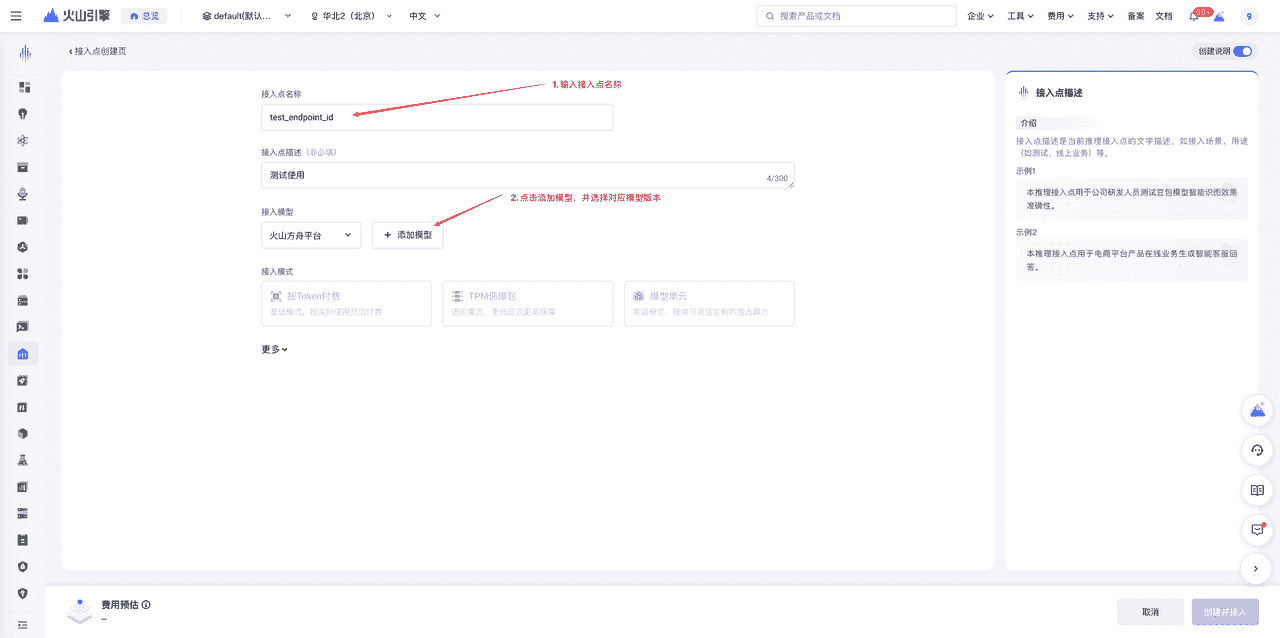 火山引擎
总览
default(默认...
华北2（北京）
中文
搜索产品或文档
企业
工具
费用
支持
备案
文档
99+
9
接入点创建页
创建说明
1.输入接入点名称
接入点名称
test_endpoint_id
接入点描述（非必填）
测试使用
4/300
2.点击添加模型，并选择对应模型版本
接入模型
火山方舟平台
+ 添加模型
接入模式
按Token付费
基础模式，按实际使用灵活付费
TPM保障包
进阶模式，更低延迟更高保障
模型单元
高级模式，提供可灵活定制的独占算力
更多
接入点描述
介绍
接入点描述是当前推理接入点的文字描述，如接入场景、用途
（如测试、线上业务）等。
示例1
本推理接入点用于公司研发人员测试豆包模型智能识图效果
准确性。
示例2
本推理接入点用于电商平台产品在线业务生成智能客服回
答。
费用预估
--
取消
创建并接入